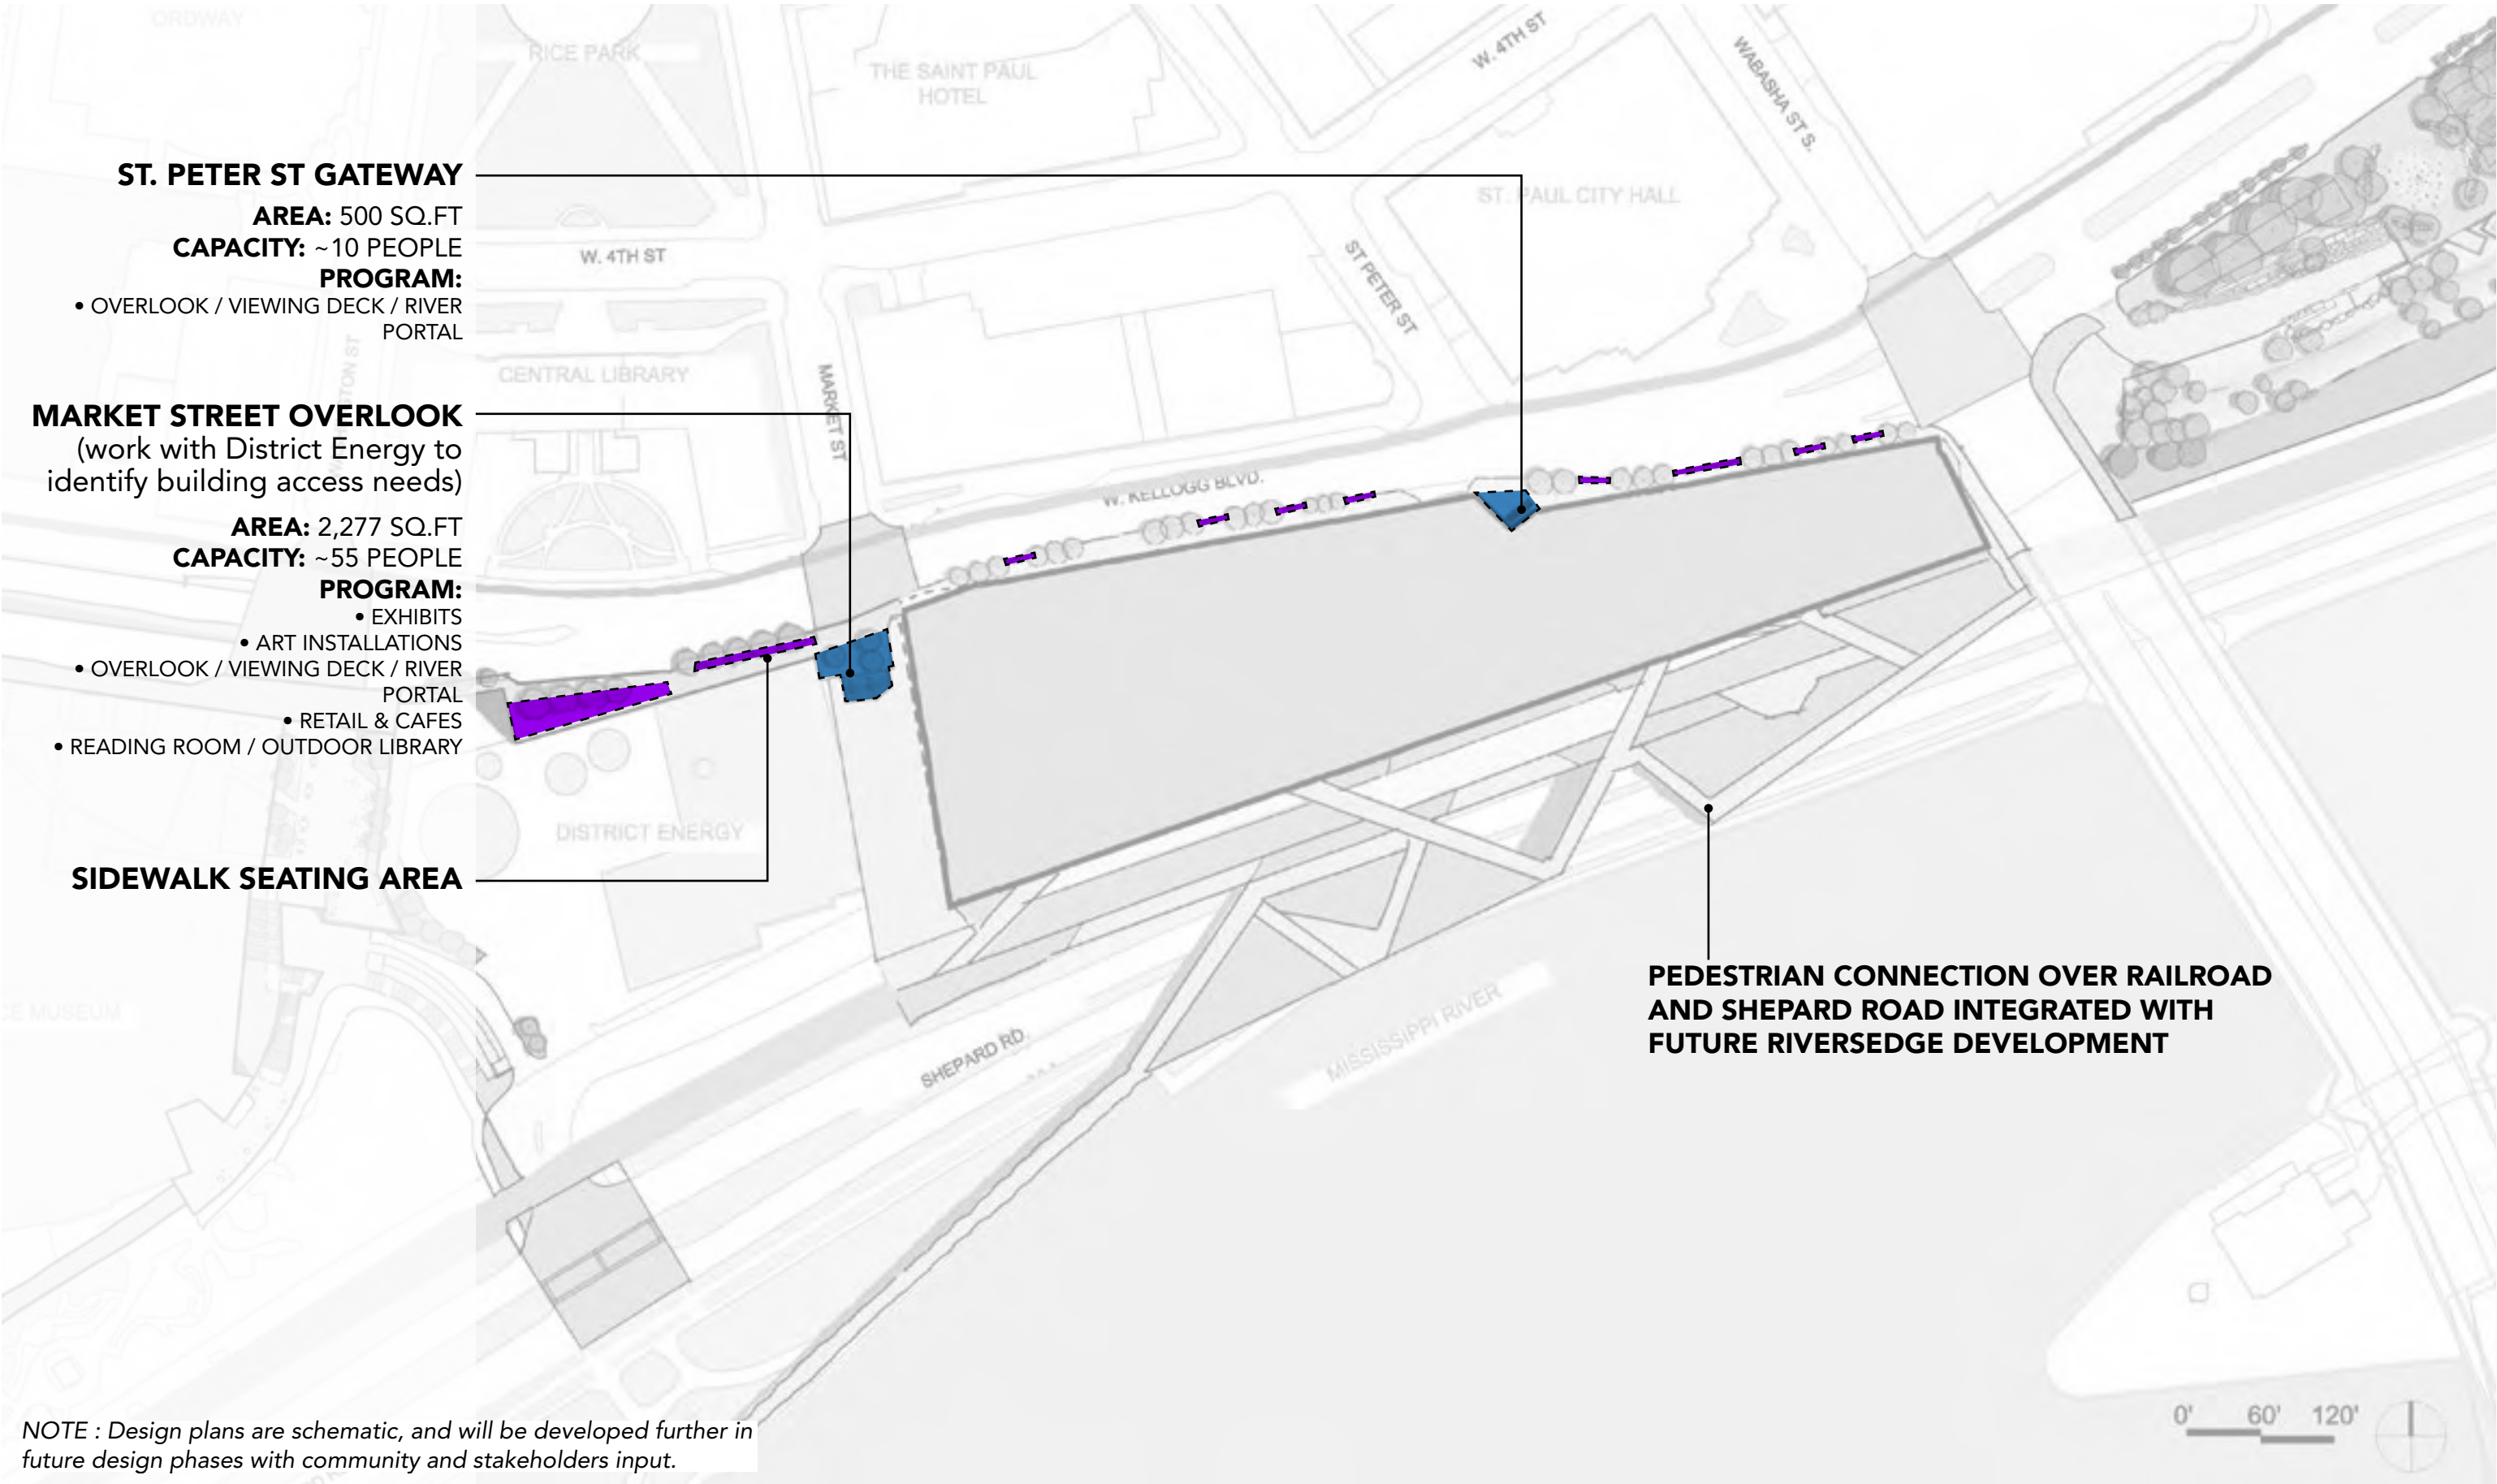 ORDWAY
RICE PARK
THE SAINT PAUL
HOTEL
W. 4TH ST
WABASHA ST S.
ST. PETER ST GATEWAY
AREA: 500 SQ.FT
CAPACITY: ~10 PEOPLE
PROGRAM:
• OVERLOOK / VIEWING DECK / RIVER
PORTAL
ST. PAUL CITY HALL
W. 4TH ST
ST PETER ST
CENTRAL LIBRARY
MARKET ST
MARKET STREET OVERLOOK
(work with District Energy to
identify building access needs)
AREA: 2,277 SQ.FT
CAPACITY: ~55 PEOPLE
PROGRAM:
• EXHIBITS
• ART INSTALLATIONS
• OVERLOOK / VIEWING DECK / RIVER
PORTAL
• RETAIL & CAFES
• READING ROOM / OUTDOOR LIBRARY
W. KELLOGG BLVD.
DISTRICT ENERGY
SIDEWALK SEATING AREA
PEDESTRIAN CONNECTION OVER RAILROAD
AND SHEPARD ROAD INTEGRATED WITH
FUTURE RIVERSEDGE DEVELOPMENT
MUSEUM
SHEPARD RD.
MISSISSIPPI RIVER
NOTE : Design plans are schematic, and will be developed further in
future design phases with community and stakeholders input.
0' 60' 120'